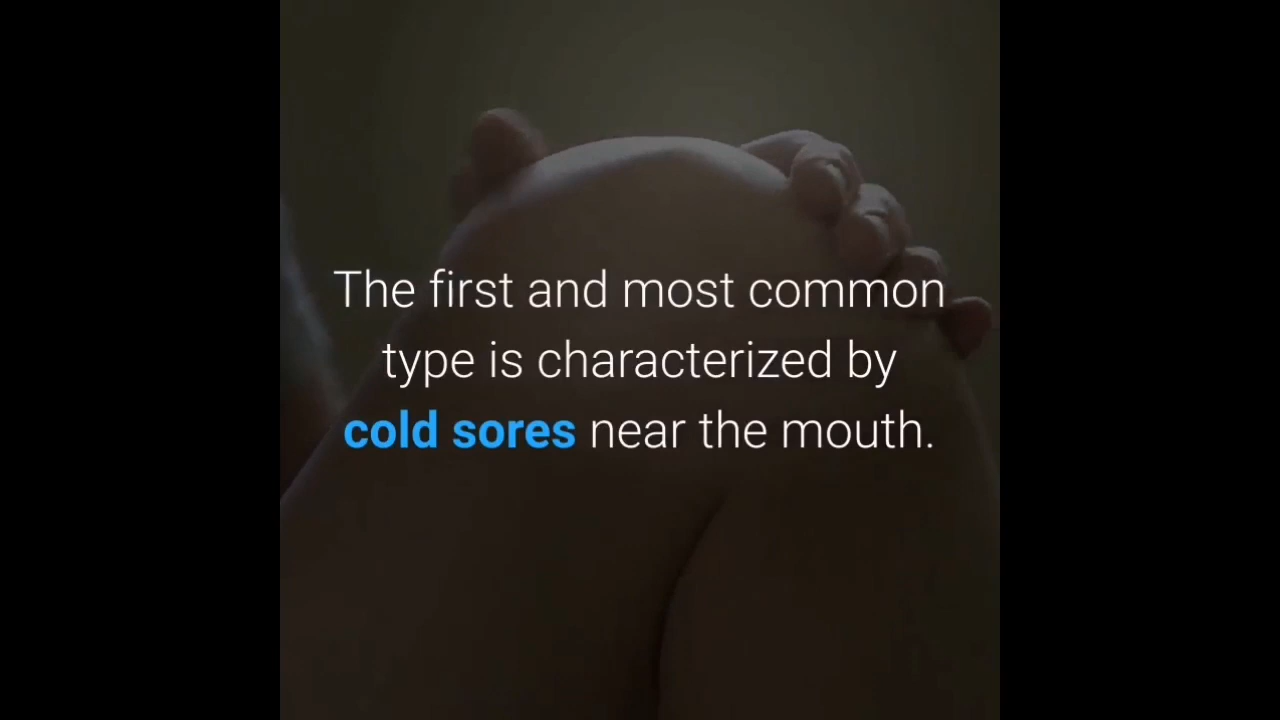 The first and most common
type is characterized by
cold sores near the mouth.